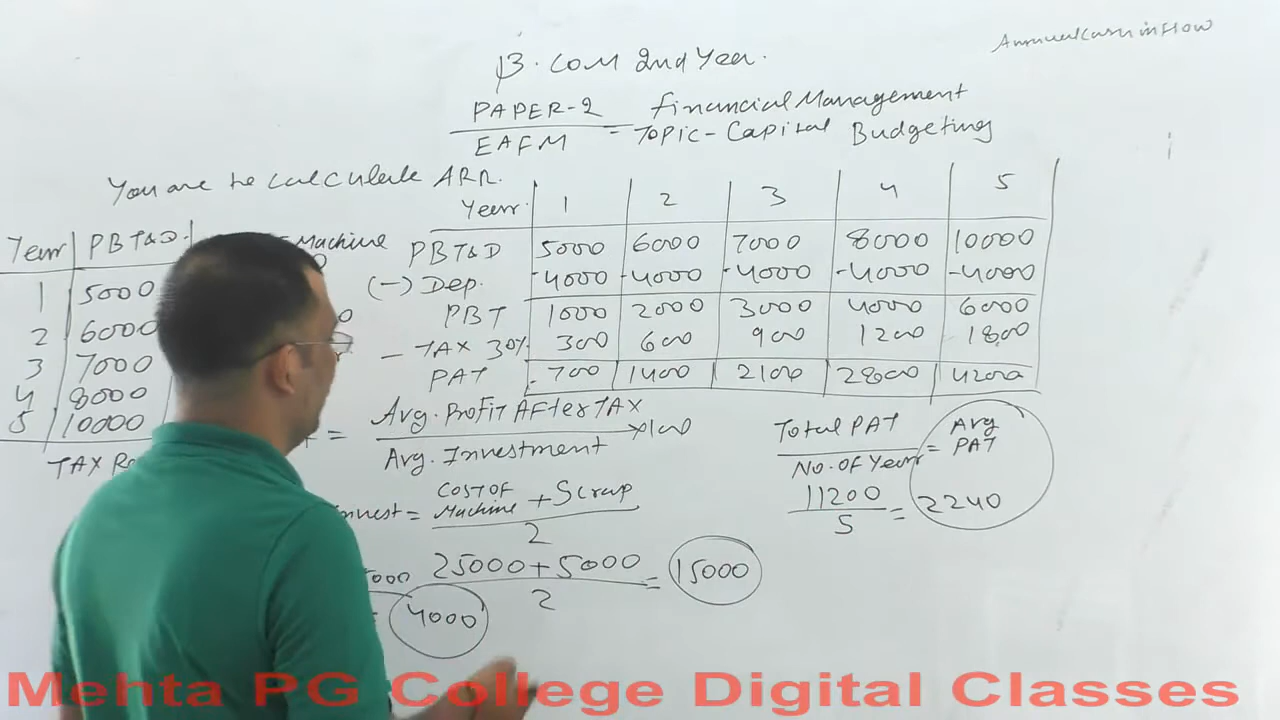 Annual Cash inflow
B. COM 2nd Year.
PAPER-2 Financial Management
EAFM = Topic - Capital Budgeting
You are to calculate ARR.
Year PBT&D.
1 5000
2 6000
3 7000
4 8000
5 10000
TAX
Machine
Year 1 2 3 4 5
PBT&D 5000 6000 7000 8000 10000
(-) Dep. -4000 -4000 -4000 -4000 -4000
PBT 1000 2000 3000 4000 6000
- TAX 30% 300 600 900 1200 1800
PAT 700 1400 2100 2800 4200
= Avg. Profit AFter TAX
Avg. Investment x100
invest = COST OF Machine + Scrap
2
25000+5000 = 15000
2
4000
Total PAT = Avg PAT
No. OF Year
11200 = 2240
5
Mehta PG College Digital Classes